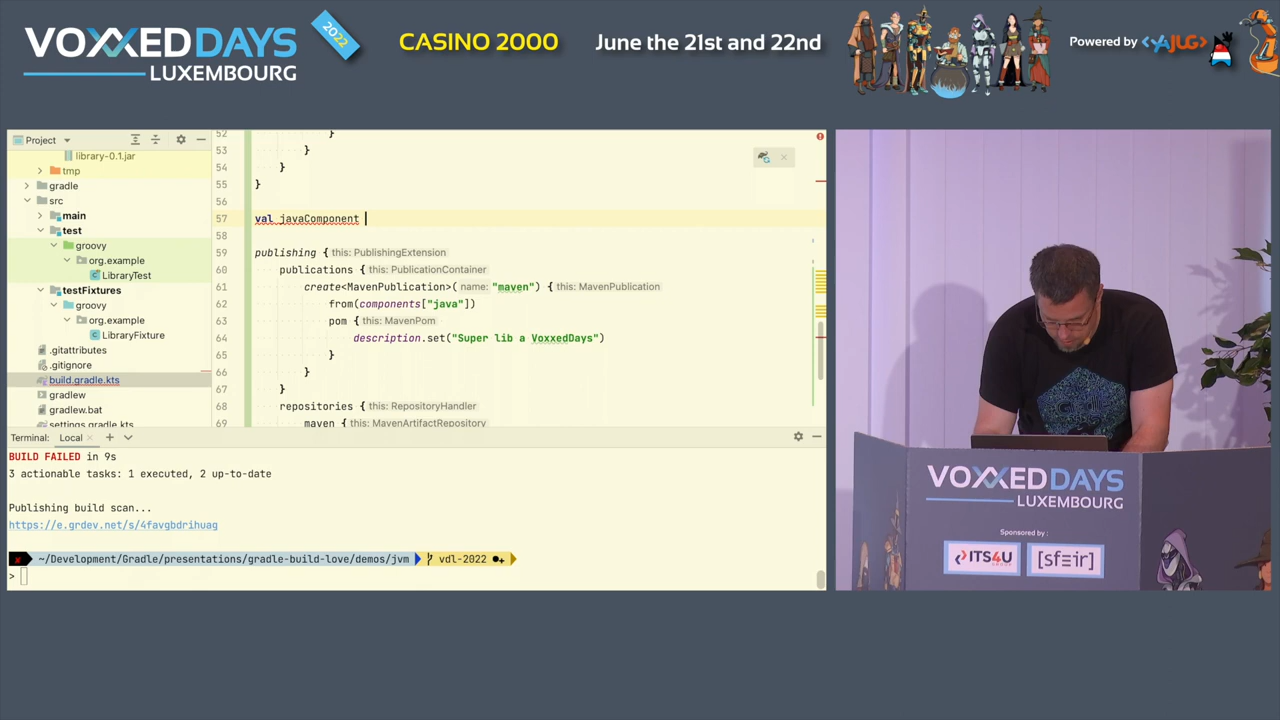 VOXXED DAYS
LUXEMBOURG
2022
CASINO 2000
June the 21st and 22nd
Powered by <YAJUG>
Project
library-0.1.jar
tmp
gradle
src
main
test
groovy
org.example
LibraryTest
testFixtures
groovy
org.example
LibraryFixture
.gitattributes
.gitignore
build.gradle.kts
gradlew
gradlew.bat
settings.gradle.kts
52 }
53 }
54 }
55 }
56
57 val javaComponent
58
59 publishing { this: PublishingExtension
60 publications { this: PublicationContainer
61 create<MavenPublication>( name: "maven") { this: MavenPublication
62 from(components["java"])
63 pom { this: MavenPom
64 description.set("Super lib a VoxxedDays")
65 }
66 }
67 }
68 repositories { this: RepositoryHandler
69 maven { this: MavenArtifactRepository
Terminal: Local
BUILD FAILED in 9s
3 actionable tasks: 1 executed, 2 up-to-date
Publishing build scan...
https://e.grdev.net/s/4favgbdrihuag
~/Development/Gradle/presentations/gradle-build-love/demos/jvm vdl-2022
>
VOXXED DAYS
LUXEMBOURG
Sponsored by :
ITS4U
GROUP
[sfeir]